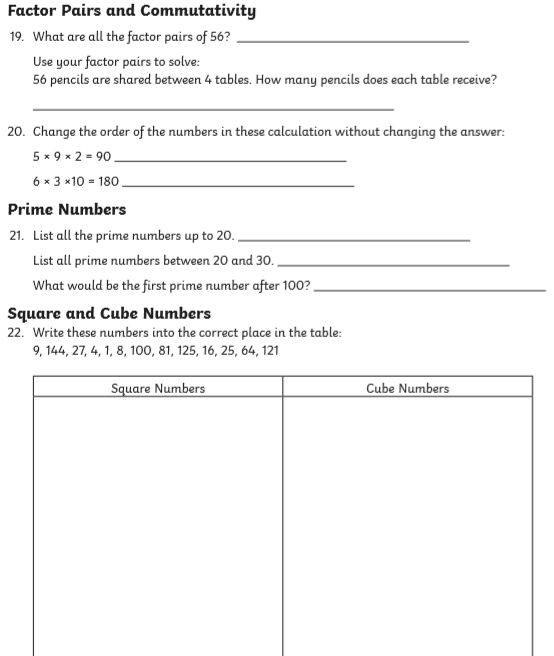 Factor Pairs and Commutativity
19. What are all the factor pairs of 56?
Use your factor pairs to solve:
56 pencils are shared between 4 tables. How many pencils does each table receive?
20. Change the order of the numbers in these calculation without changing the answer:
5 × 9 × 2 = 90
6 × 3 ×10 = 180
Prime Numbers
21. List all the prime numbers up to 20.
List all prime numbers between 20 and 30.
What would be the first prime number after 100?
Square and Cube Numbers
22. Write these numbers into the correct place in the table:
9, 144, 27, 4, 1, 8, 100, 81, 125, 16, 25, 64, 121
Square Numbers Cube Numbers